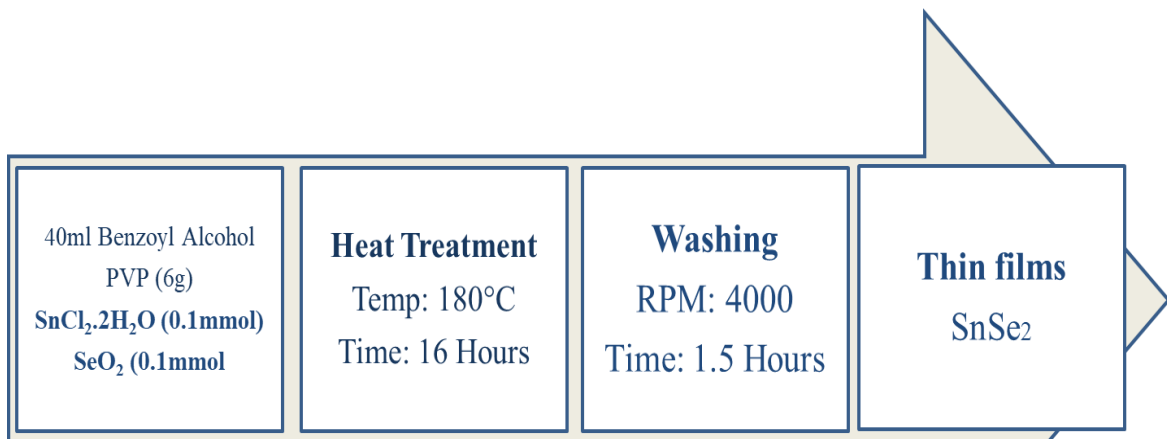 40ml Benzoyl Alcohol
PVP (6g)
SnCl₂.2H₂O (0.1mmol)
SeO₂ (0.1mmol
Heat Treatment
Temp: 180°C
Time: 16 Hours
Washing
RPM: 4000
Time: 1.5 Hours
Thin films
SnSe₂